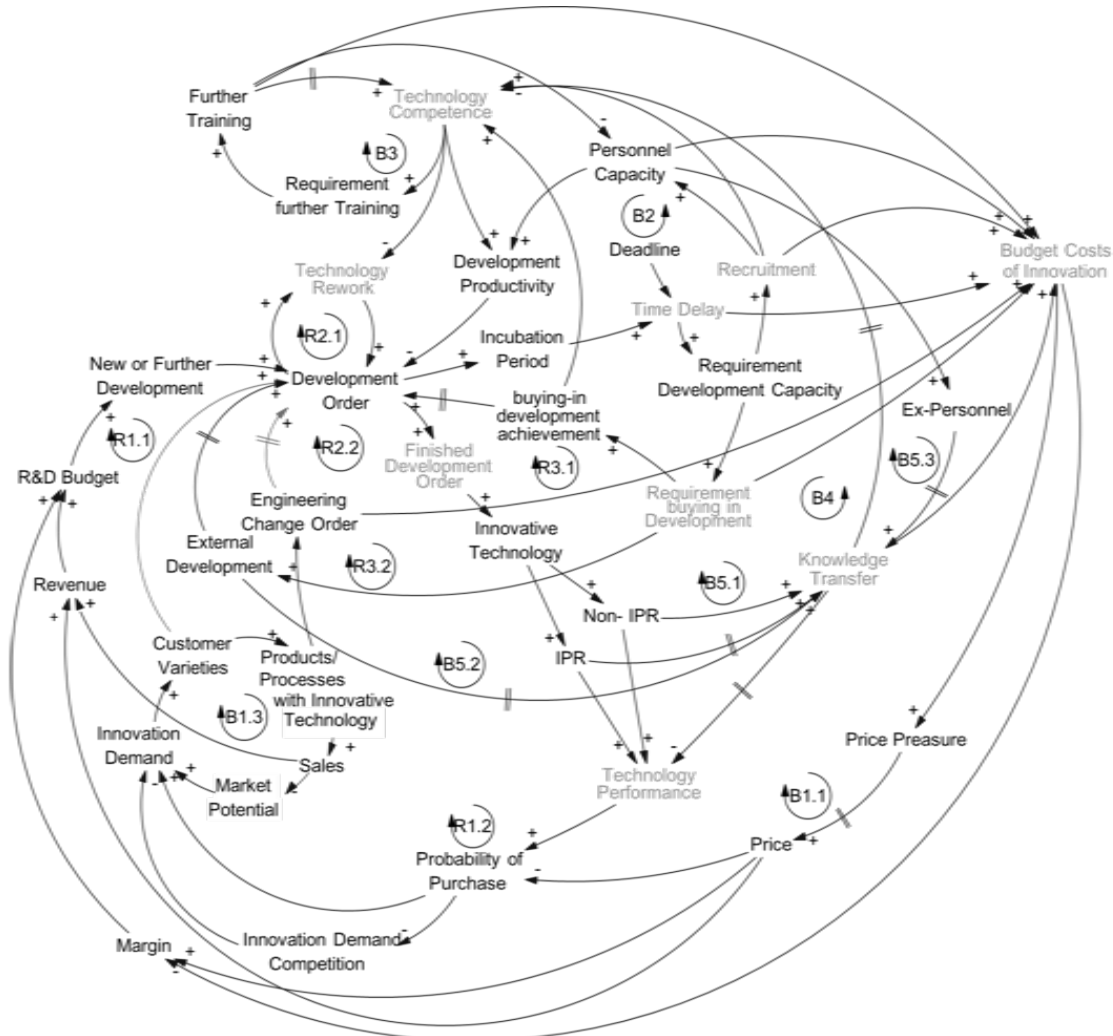 Further
Training
Technology
Competence
B3
Requirement
further Training
Personnel
Capacity
B2
Deadline
Recruitment
Budget Costs
of Innovation
Technology
Rework
Development
Productivity
Time Delay
R2.1
Incubation
Period
New or Further
Development
Development
Order
Requirement
Development Capacity
buying-in
development
achievement
Ex-Personnel
R1.1
R2.2
Finished
Development
Order
R3.1
B5.3
R&D Budget
Engineering
Change Order
Requirement
buying in
Development
B4
Innovative
Technology
External
Development
R3.2
Knowledge
Transfer
Revenue
B5.1
Non- IPR
Customer
Varieties
Products/
Processes
with Innovative
Technology
B5.2
IPR
B1.3
Innovation
Demand
Sales
Market
Potential
Technology
Performance
Price Preasure
B1.1
R1.2
Price
Probability of
Purchase
Margin
Innovation Demand
Competition